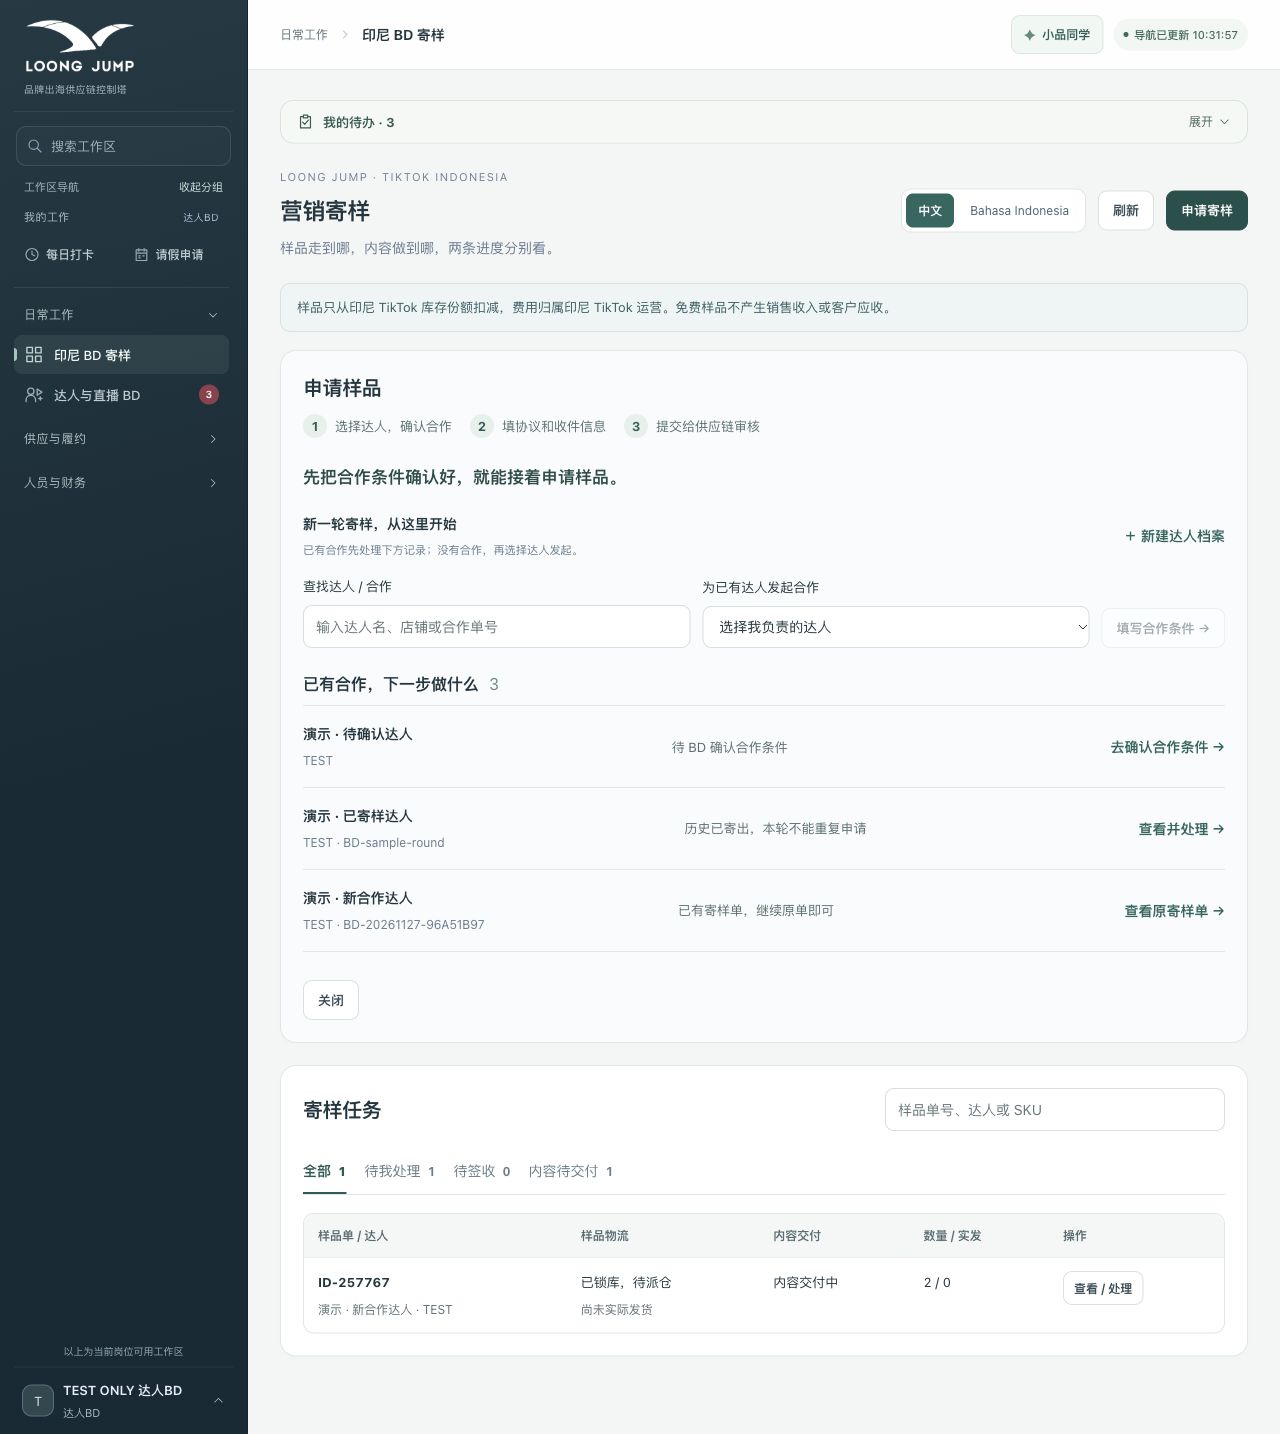 LOONG JUMP
品牌出海供应链控制塔
搜索工作区
工作区导航 收起分组
我的工作 达人BD
每日打卡 请假申请
日常工作
印尼 BD 寄样
达人与直播 BD 3
供应与履约
人员与财务
以上为当前岗位可用工作区
T
TEST ONLY 达人BD
达人BD
日常工作 印尼 BD 寄样
小品同学
导航已更新 10:31:57
我的待办 · 3 展开
LOONG JUMP · TIKTOK INDONESIA
营销寄样
中文 Bahasa Indonesia 刷新 申请寄样
样品走到哪，内容做到哪，两条进度分别看。
样品只从印尼 TikTok 库存份额扣减，费用归属印尼 TikTok 运营。免费样品不产生销售收入或客户应收。
申请样品
1 选择达人，确认合作 2 填协议和收件信息 3 提交给供应链审核
先把合作条件确认好，就能接着申请样品。
新一轮寄样，从这里开始
已有合作先处理下方记录；没有合作，再选择达人发起。
+ 新建达人档案
查找达人 / 合作 为已有达人发起合作
输入达人名、店铺或合作单号 选择我负责的达人 填写合作条件 →
已有合作，下一步做什么 3
演示 · 待确认达人
TEST
待 BD 确认合作条件
去确认合作条件 →
演示 · 已寄样达人
TEST · BD-sample-round
历史已寄出，本轮不能重复申请
查看并处理 →
演示 · 新合作达人
TEST · BD-20261127-96A51B97
已有寄样单，继续原单即可
查看原寄样单 →
关闭
寄样任务
样品单号、达人或 SKU
全部 1 待我处理 1 待签收 0 内容待交付 1
样品单 / 达人 样品物流 内容交付 数量 / 实发 操作
ID-257767 已锁库，待派仓 内容交付中 2 / 0 查看 / 处理
演示 · 新合作达人 · TEST 尚未实际发货